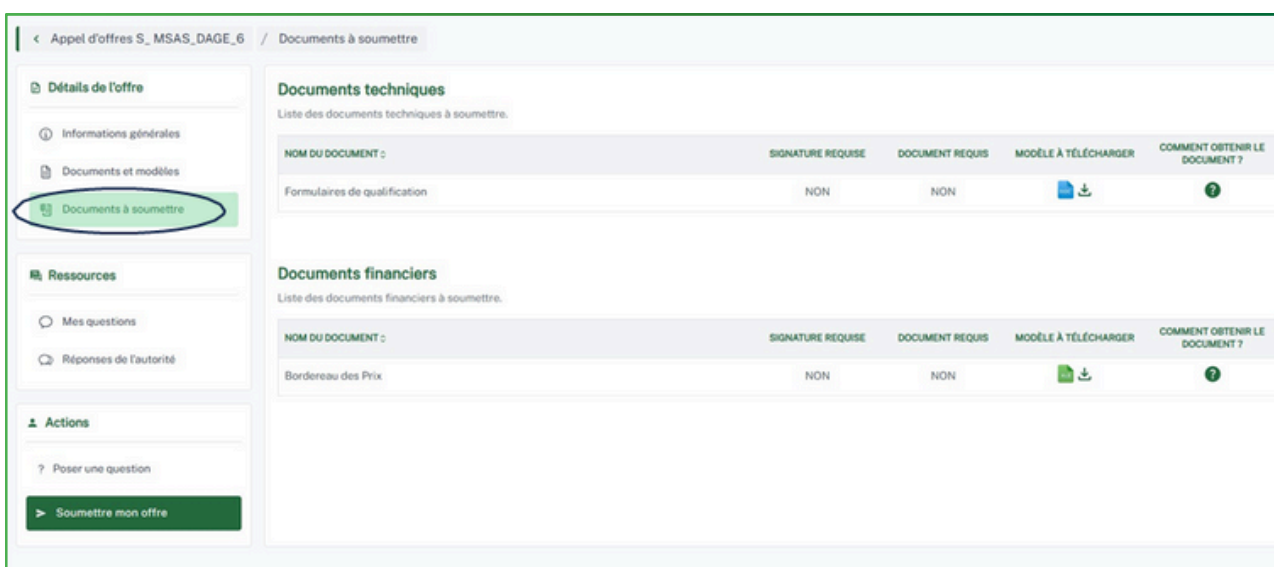 Appel d'offres S_ MSAS_DAGE_6 / Documents à soumettre
Détails de l'offre
Informations générales
Documents et modèles
Documents à soumettre
Ressources
Mes questions
Réponses de l'autorité
Actions
? Poser une question
Soumettre mon offre
Documents techniques
Liste des documents techniques à soumettre.
NOM DU DOCUMENT SIGNATURE REQUISE DOCUMENT REQUIS MODÈLE À TÉLÉCHARGER COMMENT OBTENIR LE DOCUMENT ?
Formulaires de qualification NON NON ?
Documents financiers
Liste des documents financiers à soumettre.
NOM DU DOCUMENT SIGNATURE REQUISE DOCUMENT REQUIS MODÈLE À TÉLÉCHARGER COMMENT OBTENIR LE DOCUMENT ?
Bordereau des Prix NON NON ?